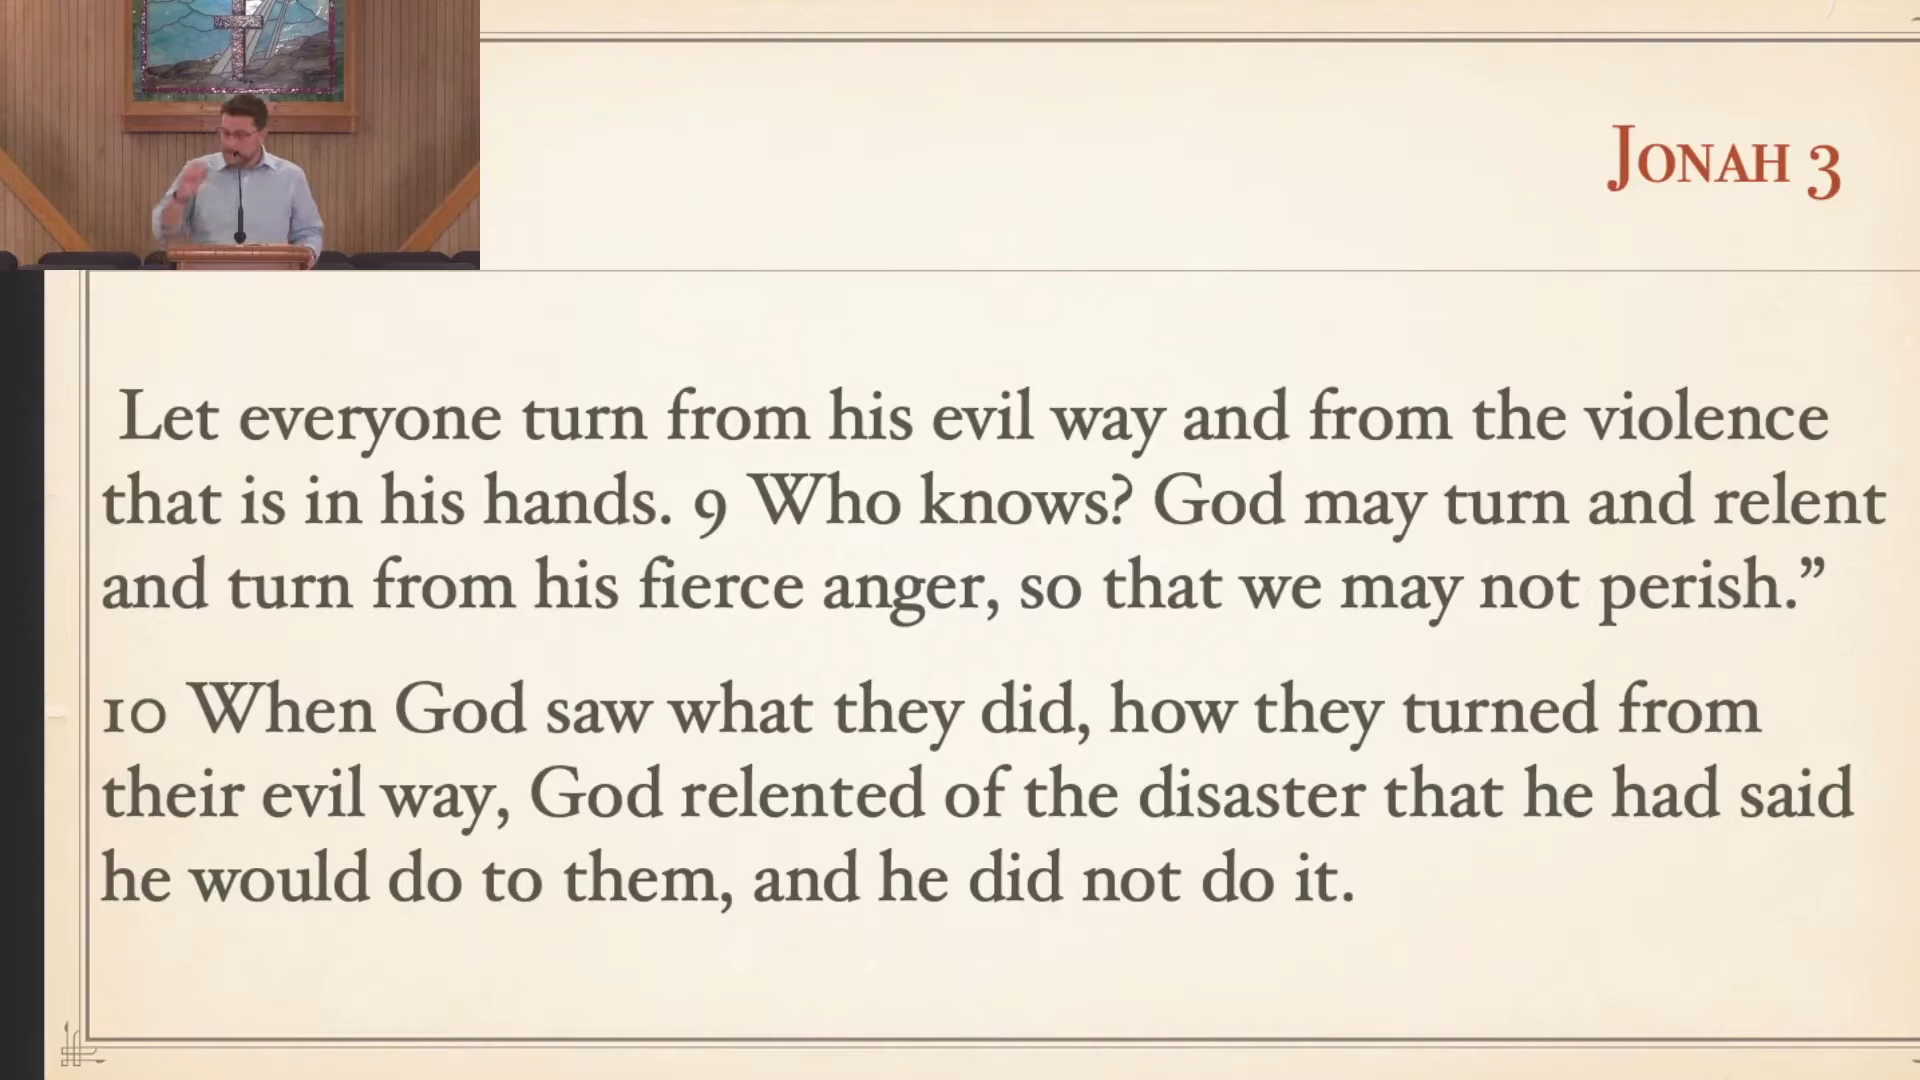 Jonah 3
Let everyone turn from his evil way and from the violence
that is in his hands. 9 Who knows? God may turn and relent
and turn from his fierce anger, so that we may not perish.”
10 When God saw what they did, how they turned from
their evil way, God relented of the disaster that he had said
he would do to them, and he did not do it.